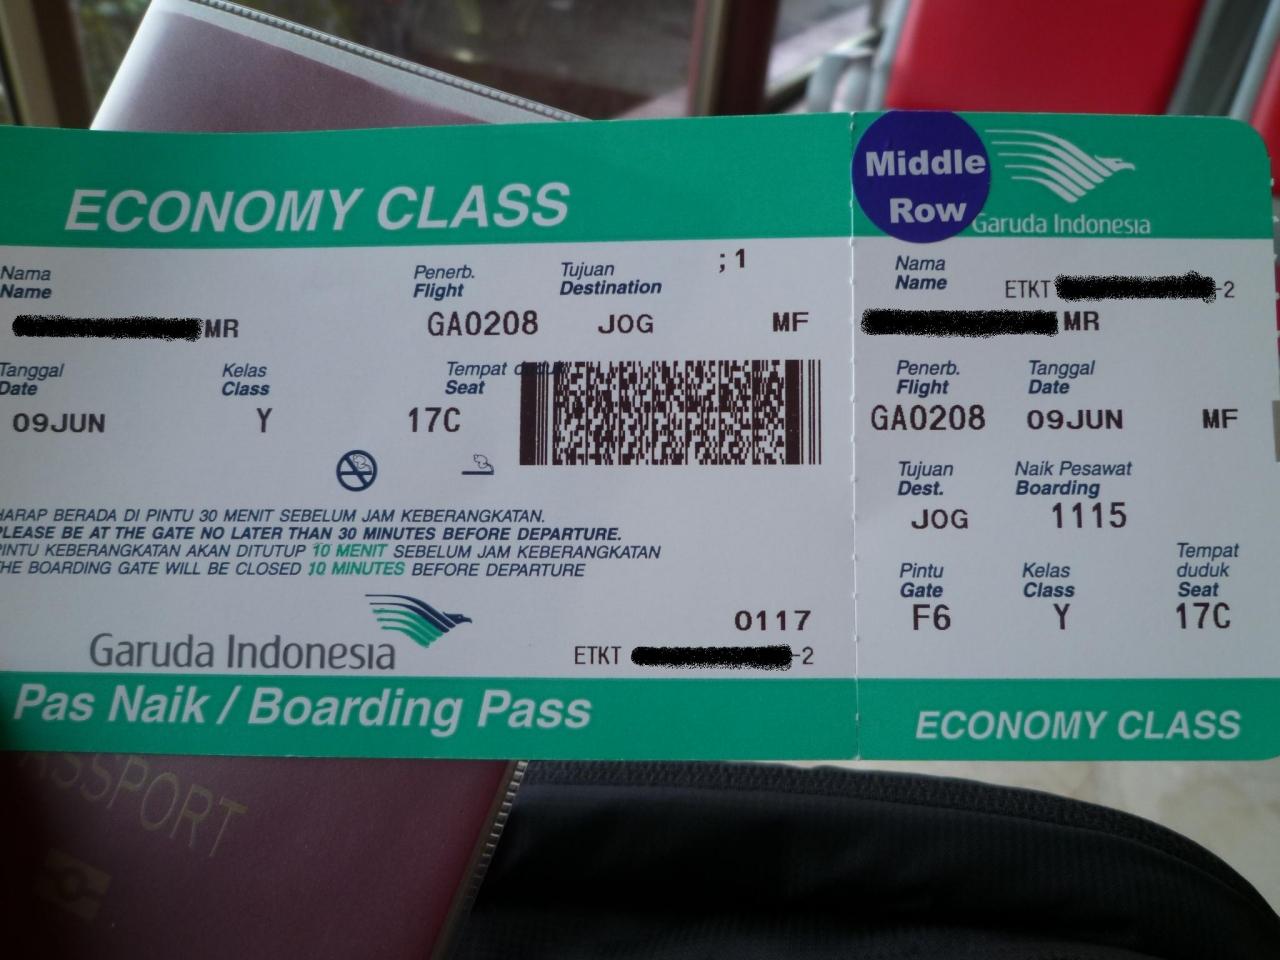 ECONOMY CLASS
Nama
Name
MR
Penerb.
Flight
GA0208
Tujuan
Destination
JOG
; 1
MF
Tanggal
Date
09JUN
Kelas
Class
Y
Tempat duduk
Seat
17C
HARAP BERADA DI PINTU 30 MENIT SEBELUM JAM KEBERANGKATAN.
PLEASE BE AT THE GATE NO LATER THAN 30 MINUTES BEFORE DEPARTURE.
PINTU KEBERANGKATAN AKAN DITUTUP 10 MENIT SEBELUM JAM KEBERANGKATAN
THE BOARDING GATE WILL BE CLOSED 10 MINUTES BEFORE DEPARTURE
Garuda Indonesia
0117
ETKT -2
Pas Naik / Boarding Pass
Middle
Row
Garuda Indonesia
Nama
Name
ETKT -2
MR
Penerb.
Flight
GA0208
Tanggal
Date
09JUN
MF
Tujuan
Dest.
JOG
Naik Pesawat
Boarding
1115
Pintu
Gate
F6
Kelas
Class
Y
Tempat
duduk
Seat
17C
ECONOMY CLASS
PASSPORT